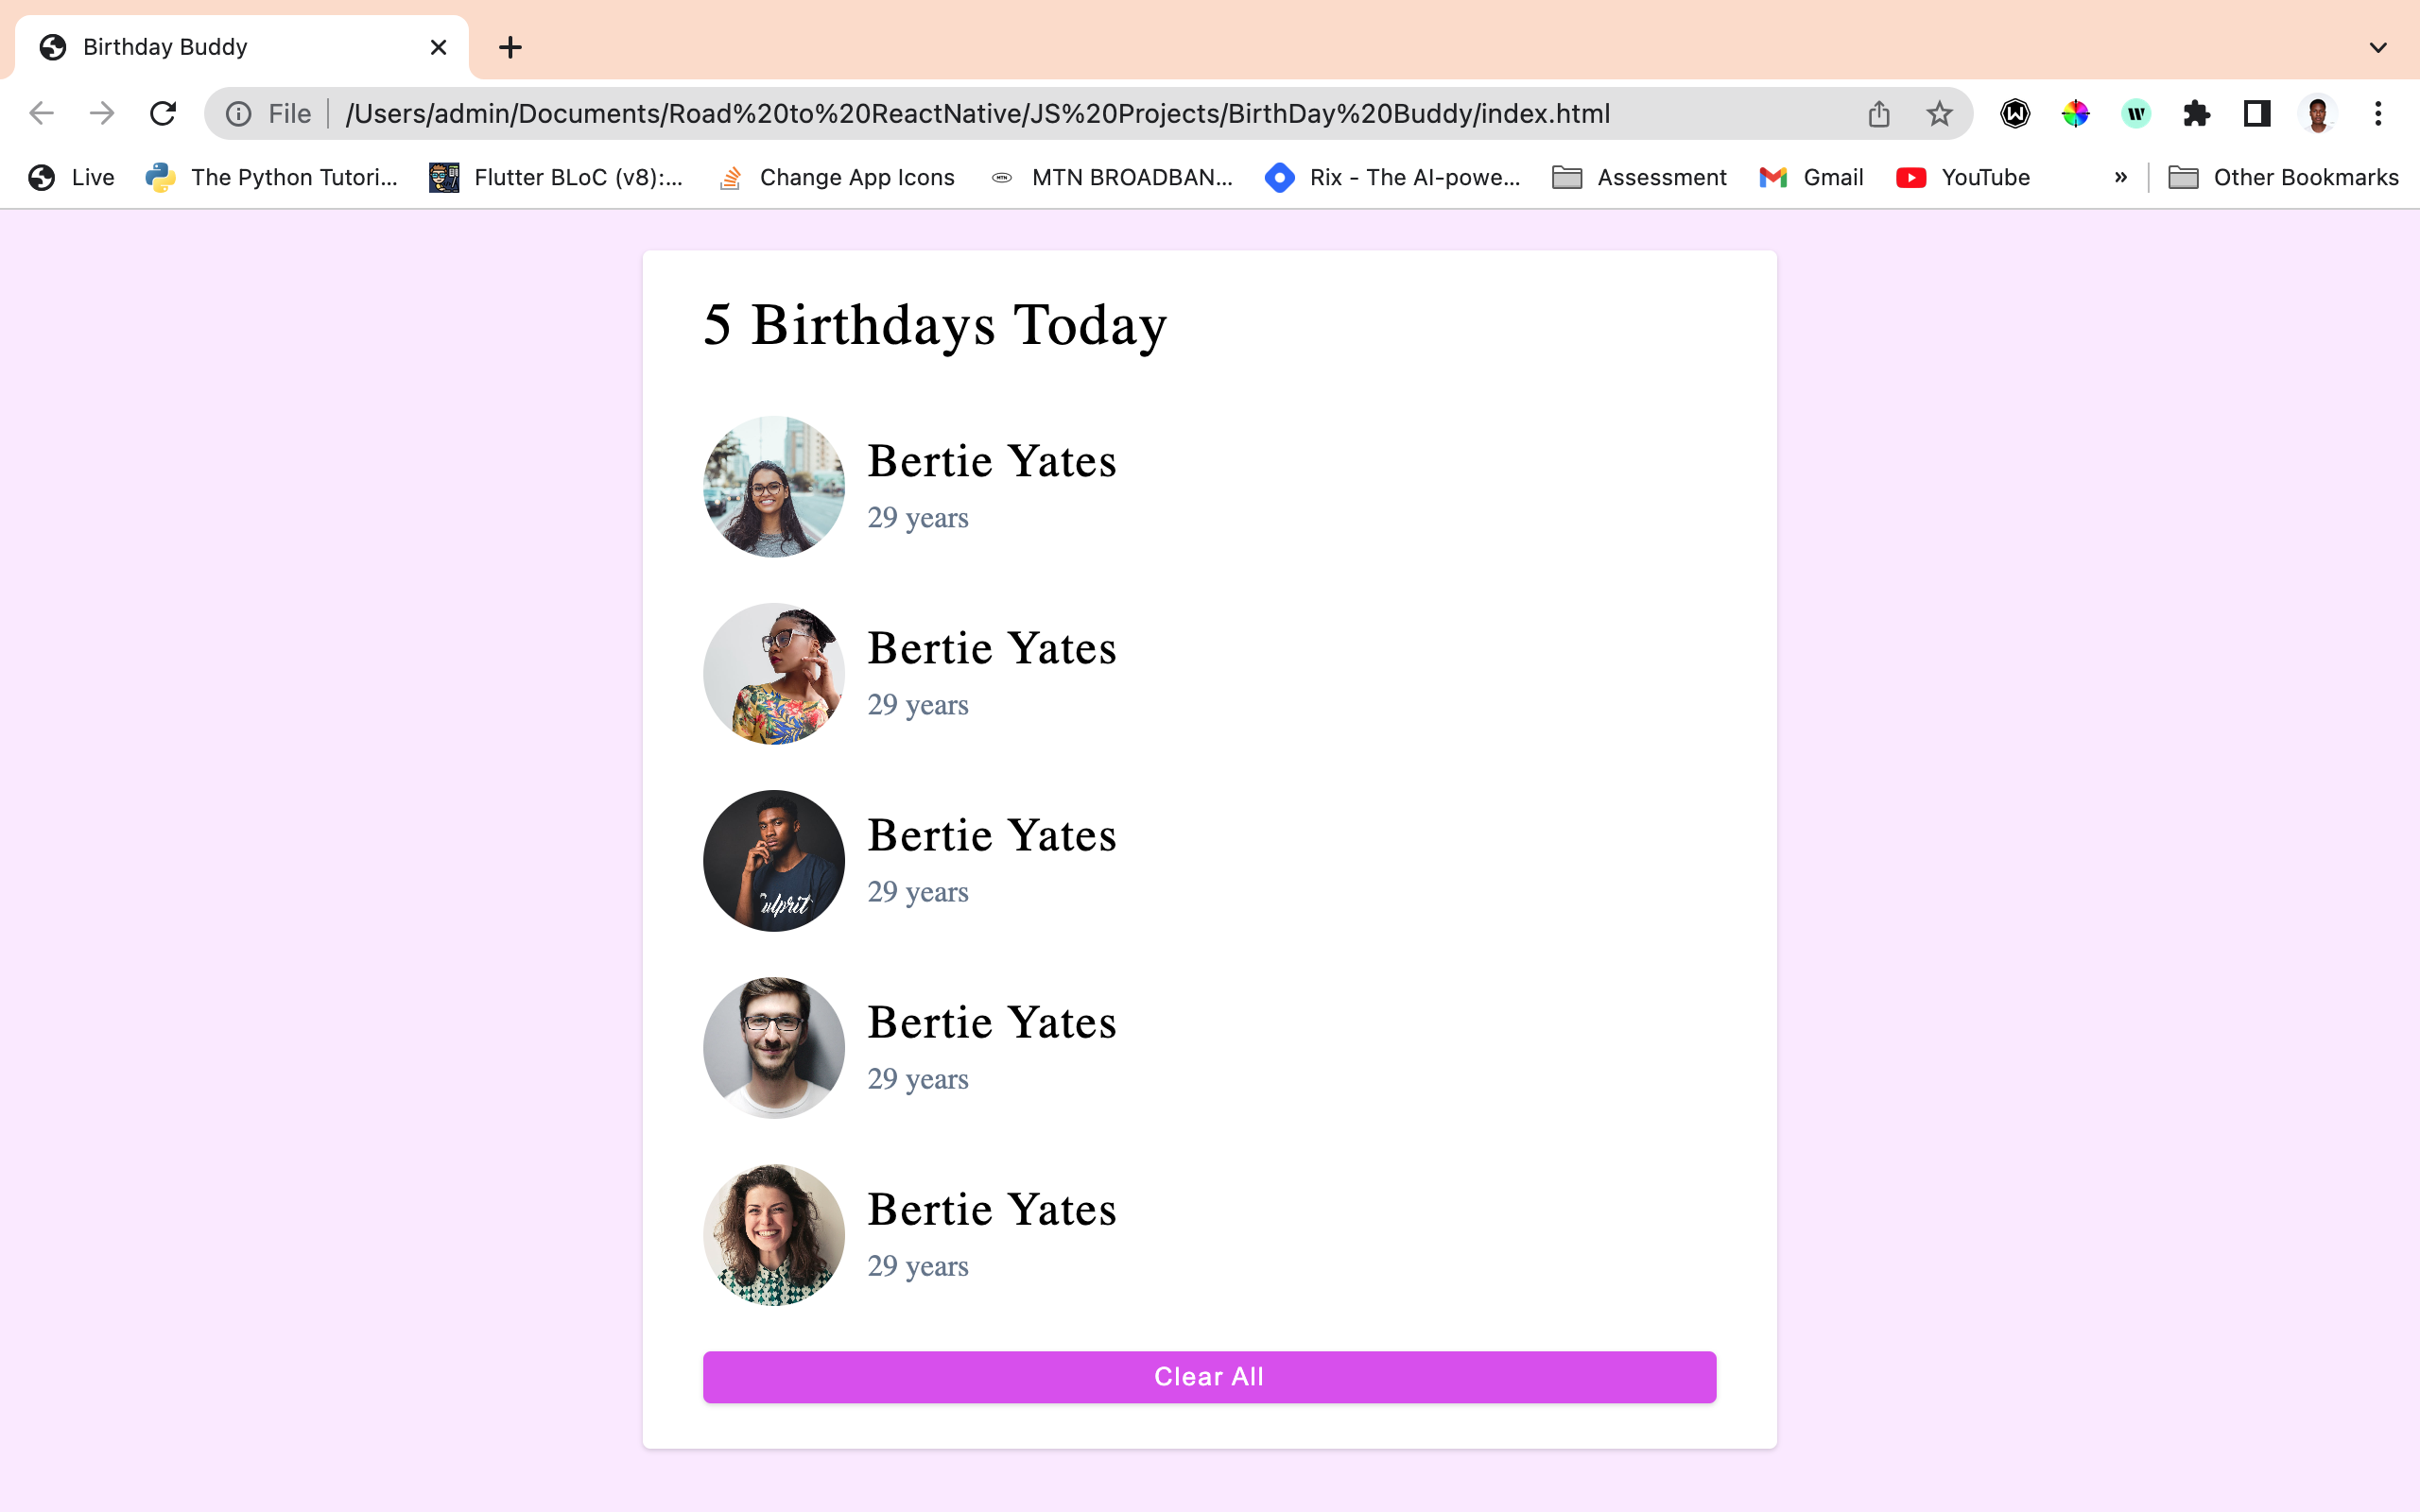 Birthday Buddy
File /Users/admin/Documents/Road%20to%20ReactNative/JS%20Projects/BirthDay%20Buddy/index.html
Live The Python Tutori... Flutter BLoC (v8):... Change App Icons MTN BROADBAN... Rix - The AI-powe... Assessment Gmail YouTube » Other Bookmarks
5 Birthdays Today
Bertie Yates
29 years
Bertie Yates
29 years
Bertie Yates
29 years
Culprit
Bertie Yates
29 years
Bertie Yates
29 years
Clear All